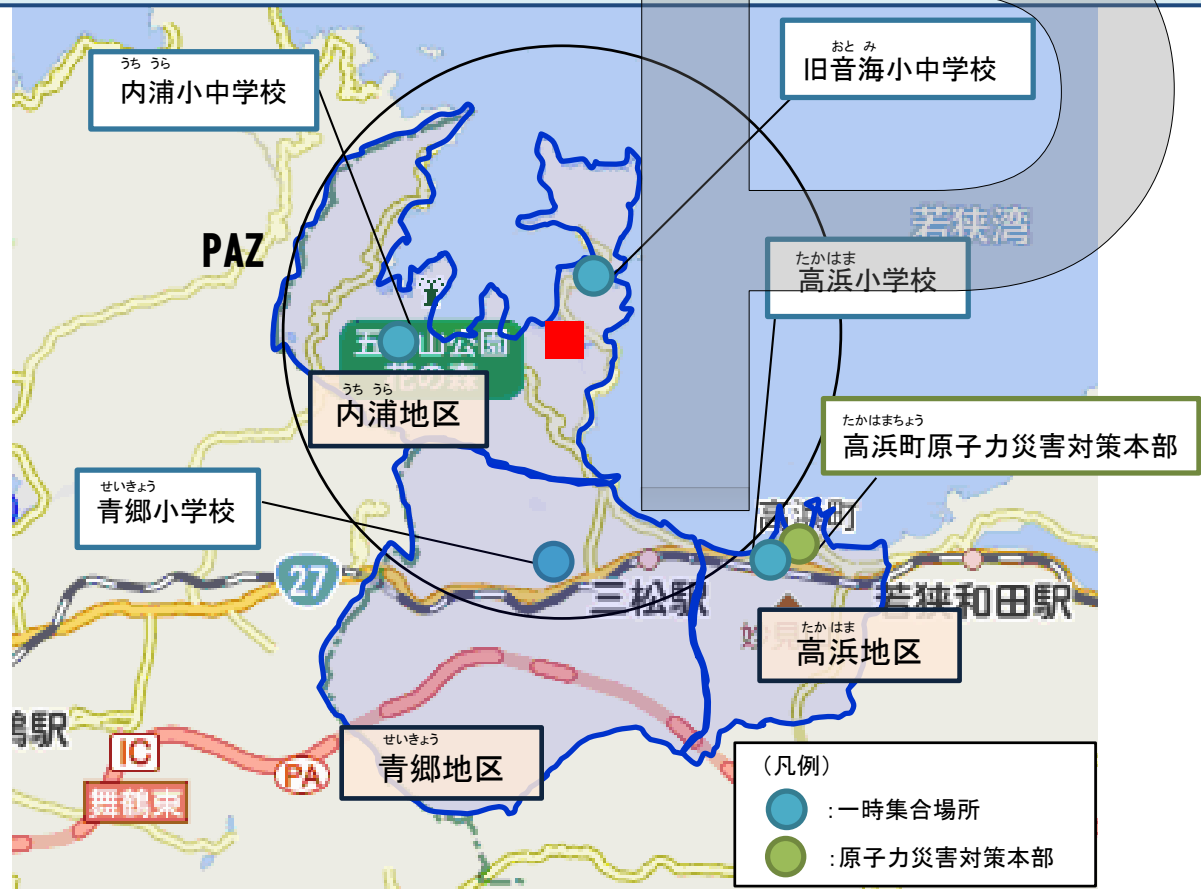 うち うら
内浦小中学校
おと み
旧音海小中学校
PAZ
若狭湾
たかはま
高浜小学校
山公園
花の森
うち うら
内浦地区
たかはまちょう
高浜町原子力災害対策本部
せいきょう
青郷小学校
高浜町
27
三松駅
若狭和田駅
たかはま
高浜地区
駅
IC
舞鶴東
PA
せいきょう
青郷地区
(凡例)
:一時集合場所
:原子力災害対策本部